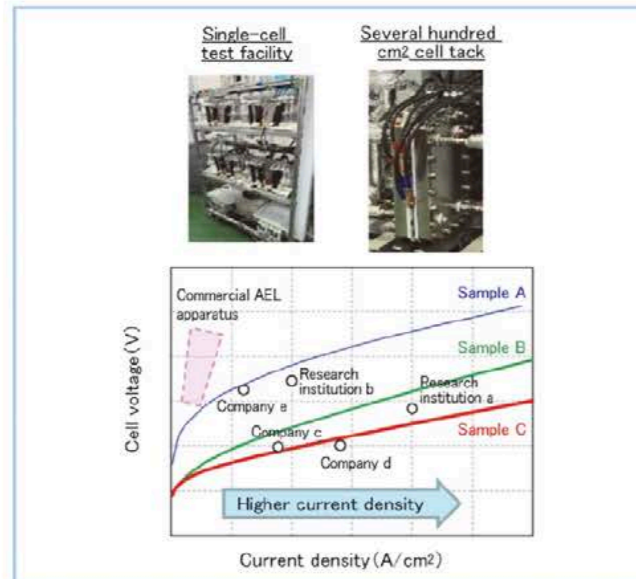 Single-cell
test facility
Several hundred
cm2 cell tack
Commercial AEL
apparatus
Sample A
Sample B
Research
institution b
Research
institution a
Company e
Company c
Sample C
Company d
Higher current density
Cell voltage(V)
Current density(A/cm2)